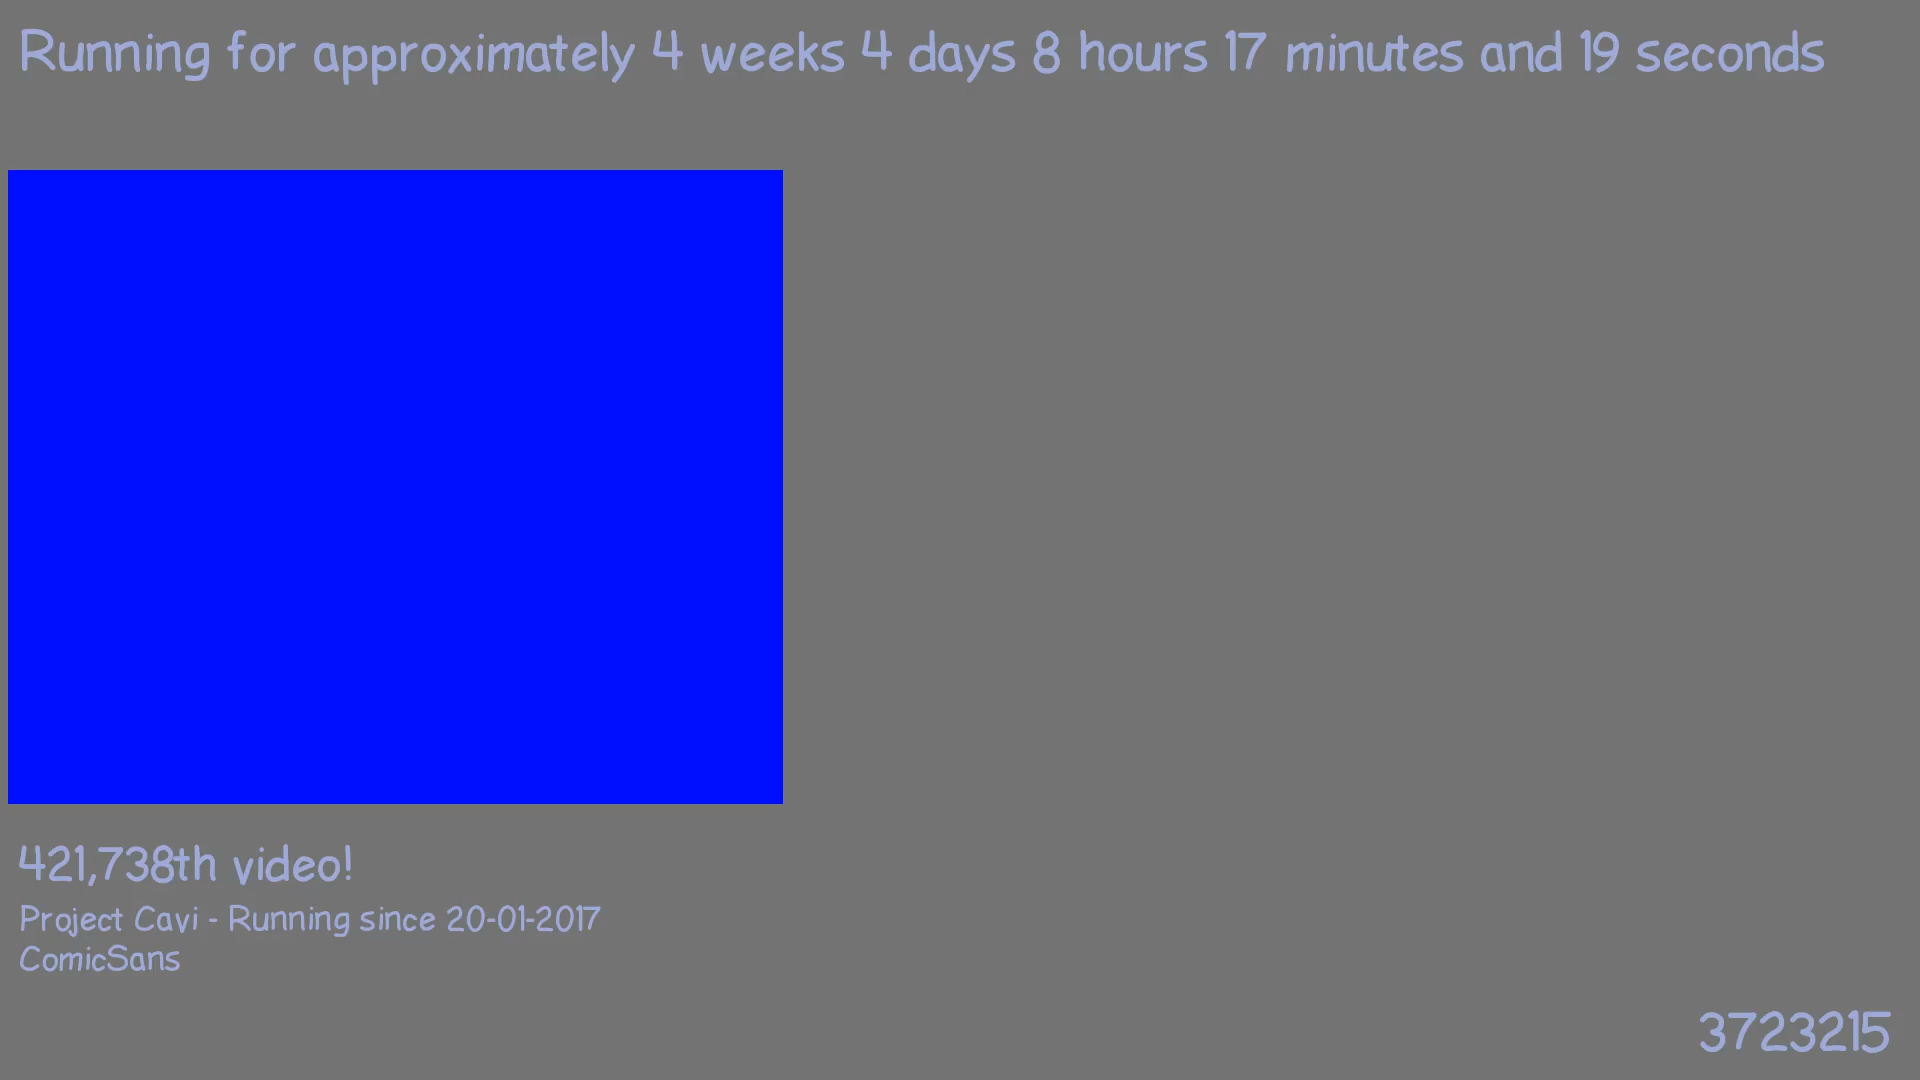 Running for approximately 4 weeks 4 days 8 hours 17 minutes and 19 seconds
421,738th video!
Project Cavi - Running since 20-01-2017
ComicSans
3723215